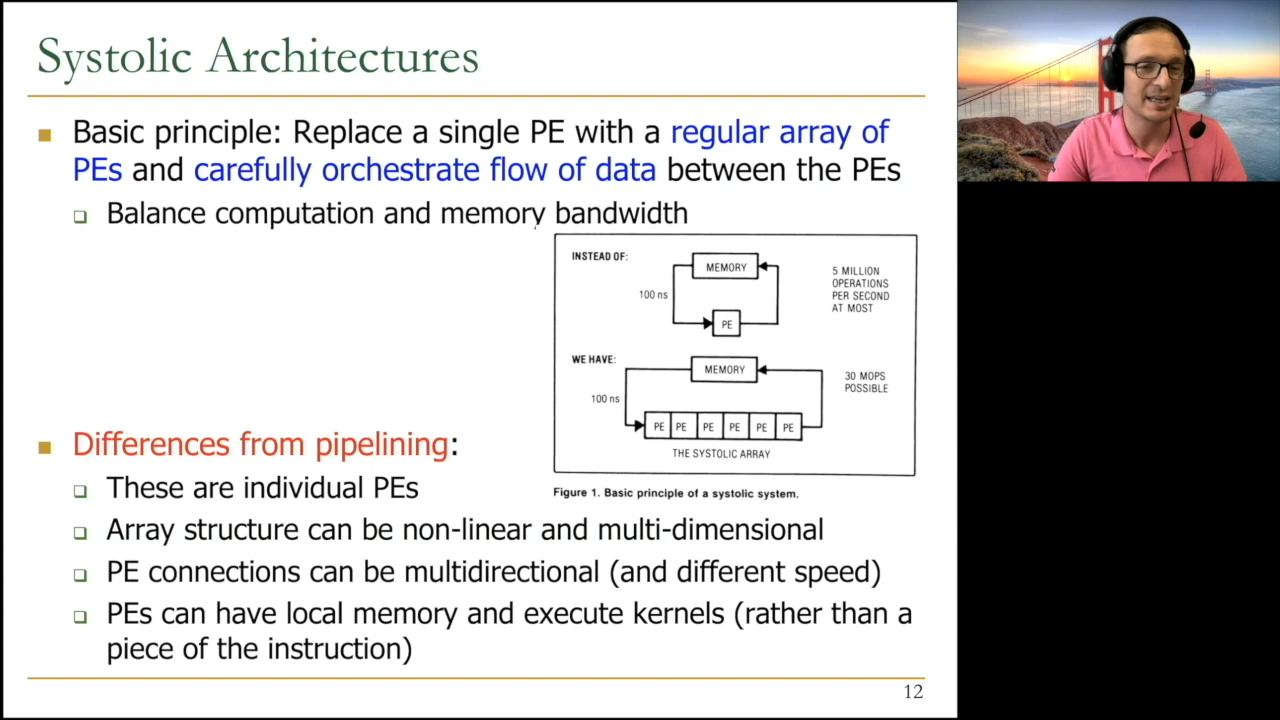 Systolic Architectures
Basic principle: Replace a single PE with a regular array of
PEs and carefully orchestrate flow of data between the PEs
Balance computation and memory bandwidth
INSTEAD OF:
MEMORY
100 ns
PE
5 MILLION
OPERATIONS
PER SECOND
AT MOST
WE HAVE:
MEMORY
100 ns
30 MOPS
POSSIBLE
PE PE PE PE PE PE
THE SYSTOLIC ARRAY
Figure 1. Basic principle of a systolic system.
Differences from pipelining:
These are individual PEs
Array structure can be non-linear and multi-dimensional
PE connections can be multidirectional (and different speed)
PEs can have local memory and execute kernels (rather than a
piece of the instruction)
12